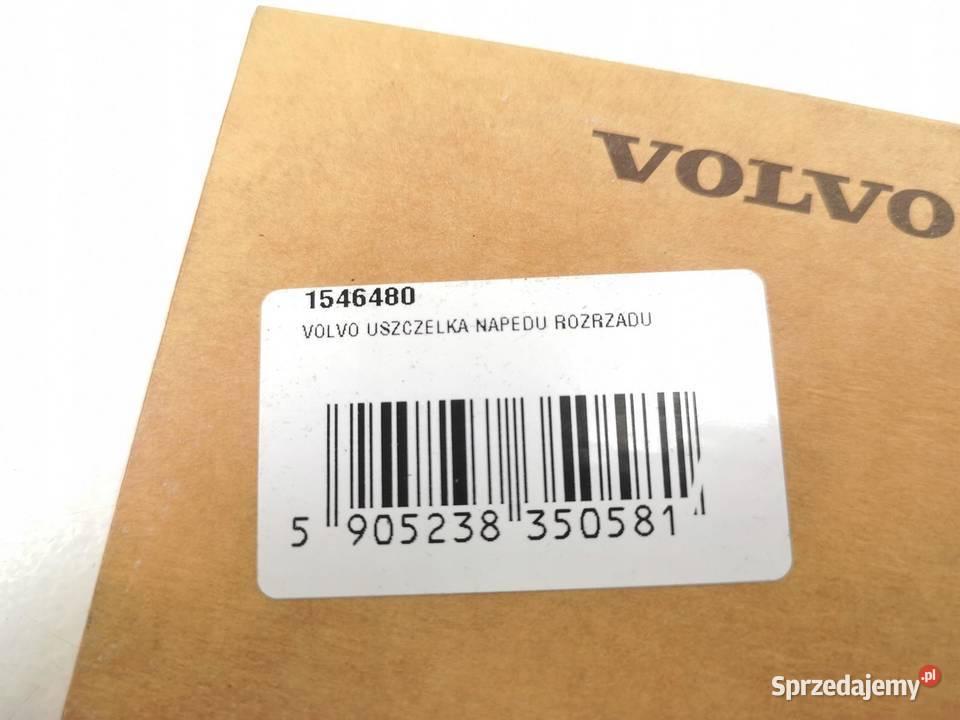 VOLVO
1546480
VOLVO USZCZELKA NAPEDU ROZRZADU
5 905238 350581
Sprzedajemy.pl